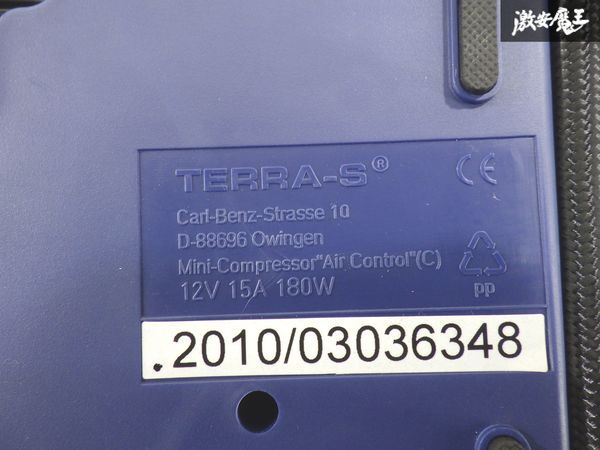 激安魔王
TERRA-S®
CE
Carl-Benz-Strasse 10
D-88696 Owingen
Mini-Compressor"Air Control"(C)
12V 15A 180W
pp
.2010/03036348